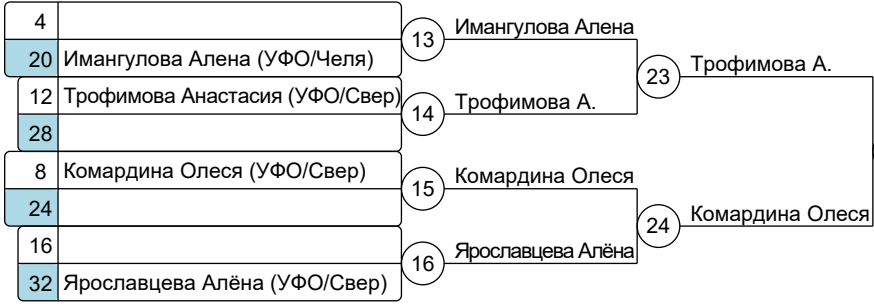 4
13 Имангулова Алена
20 Имангулова Алена (УФО/Челя)
23 Трофимова А.
12 Трофимова Анастасия (УФО/Свер)
14 Трофимова А.
28
8 Комардина Олеся (УФО/Свер)
15 Комардина Олеся
24
24 Комардина Олеся
16
16 Ярославцева Алёна
32 Ярославцева Алёна (УФО/Свер)